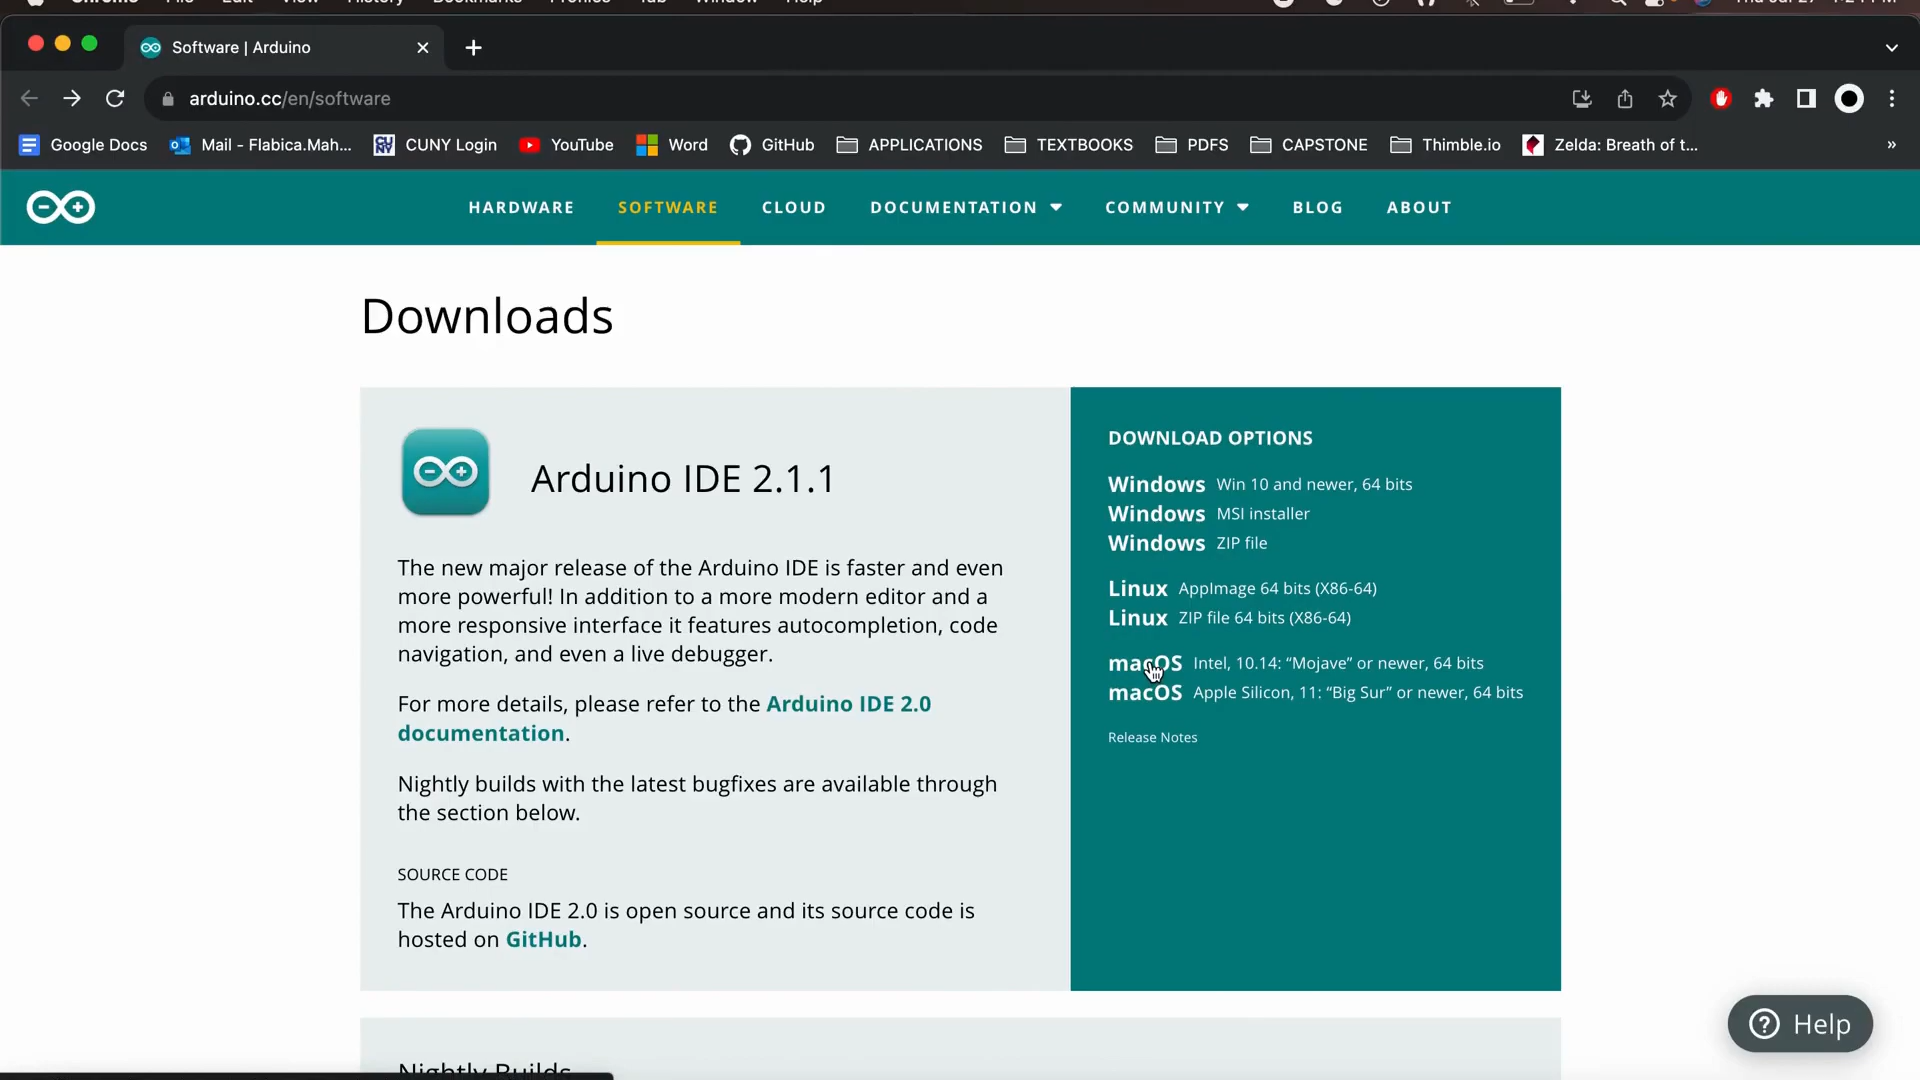 Software | Arduino
arduino.cc/en/software
Google Docs Mail - Flabica.Mah... CUNY Login YouTube Word GitHub APPLICATIONS TEXTBOOKS PDFS CAPSTONE Thimble.io Zelda: Breath of t... »
HARDWARE SOFTWARE CLOUD DOCUMENTATION COMMUNITY BLOG ABOUT
Downloads
Arduino IDE 2.1.1
The new major release of the Arduino IDE is faster and even
more powerful! In addition to a more modern editor and a
more responsive interface it features autocompletion, code
navigation, and even a live debugger.
For more details, please refer to the Arduino IDE 2.0
documentation.
Nightly builds with the latest bugfixes are available through
the section below.
SOURCE CODE
The Arduino IDE 2.0 is open source and its source code is
hosted on GitHub.
DOWNLOAD OPTIONS
Windows Win 10 and newer, 64 bits
Windows MSI installer
Windows ZIP file
Linux AppImage 64 bits (X86-64)
Linux ZIP file 64 bits (X86-64)
macOS Intel, 10.14: “Mojave” or newer, 64 bits
macOS Apple Silicon, 11: “Big Sur” or newer, 64 bits
Release Notes
Nightly Builds
Help